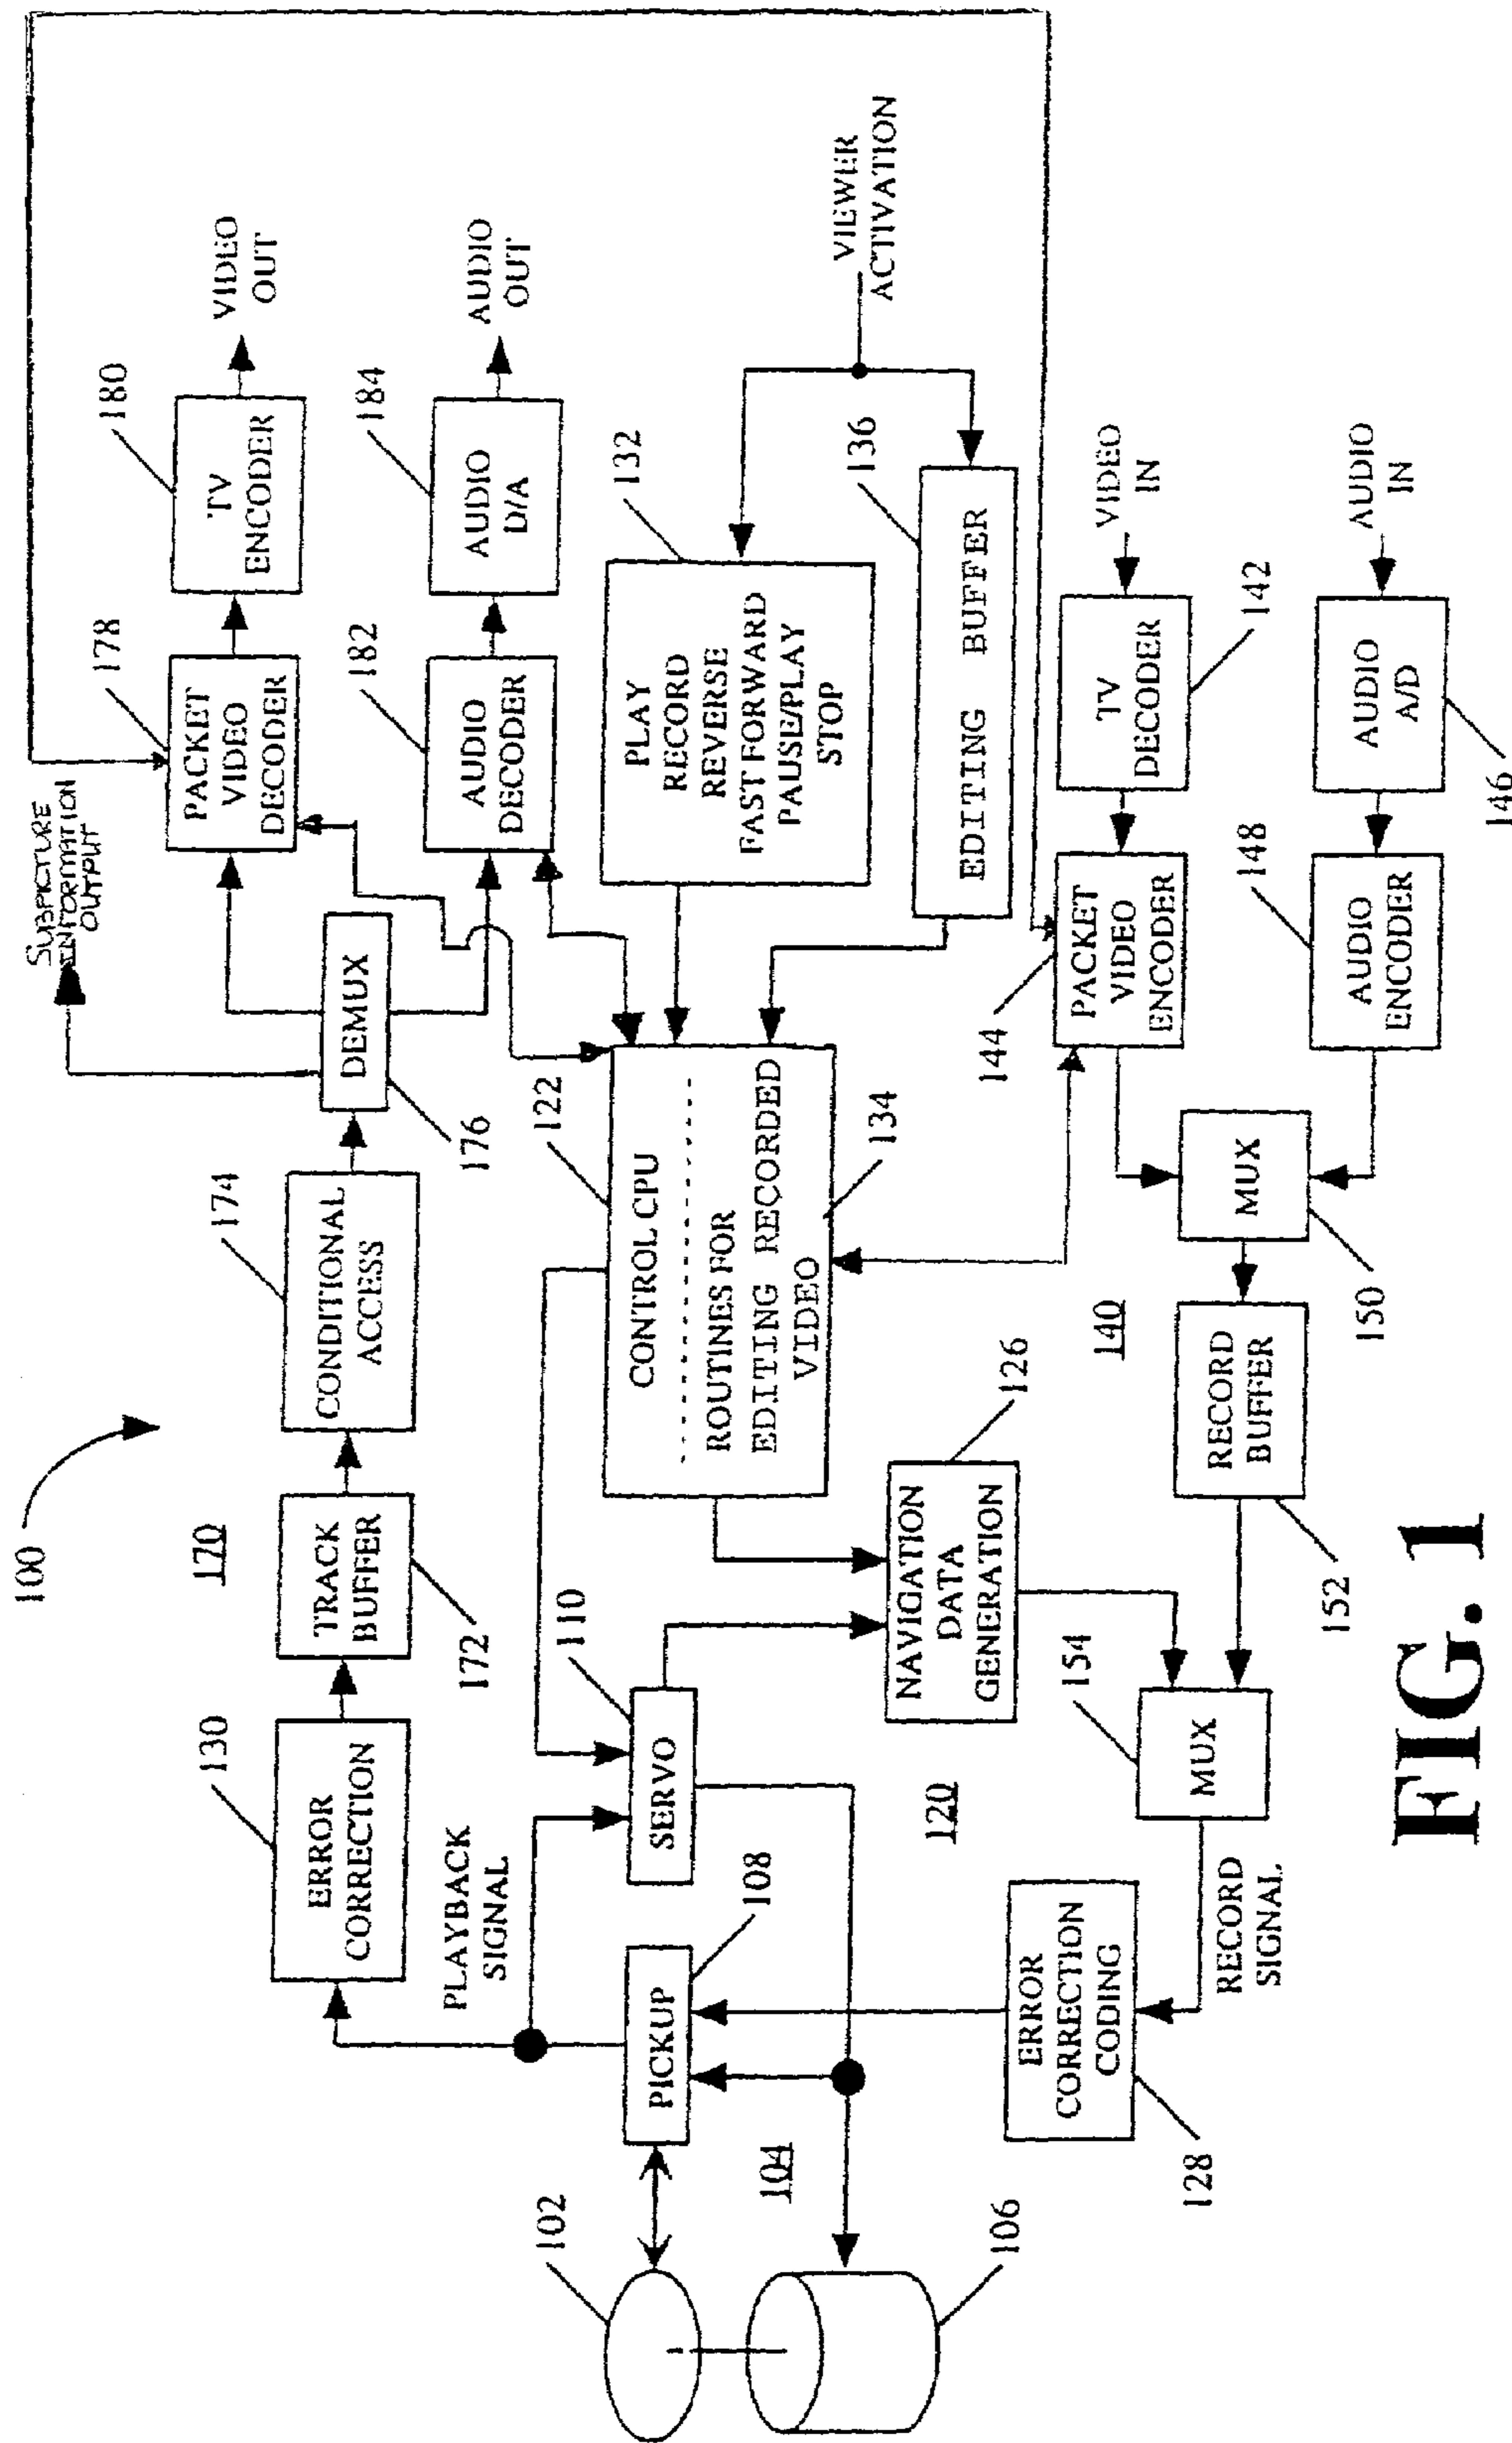 100
170
SUBPICTURE
INFORMATION
OUTPUT
130
ERROR
CORRECTION
TRACK
BUFFER
172
174
CONDITIONAL
ACCESS
DEMUX
176
178
PACKET
VIDEO
DECODER
180
TV
ENCODER
VIDEO
OUT
182
AUDIO
DECODER
184
AUDIO
D/A
AUDIO
OUT
PLAYBACK
SIGNAL
102
PICKUP
108
SERVO
110
104
106
122
CONTROL CPU
ROUTINES FOR
EDITING RECORDED
VIDEO
134
132
PLAY
RECORD
REVERSE
FAST FORWARD
PAUSE/PLAY
STOP
VIEWER
ACTIVATION
136
EDITING BUFFER
120
126
NAVIGATION
DATA
GENERATION
140
ERROR
CORRECTION
CODING
128
RECORD
SIGNAL
154
MUX
RECORD
BUFFER
152
MUX
150
144
PACKET
VIDEO
ENCODER
TV
DECODER
142
VIDEO
IN
148
AUDIO
ENCODER
AUDIO
A/D
146
AUDIO
IN
FIG. 1